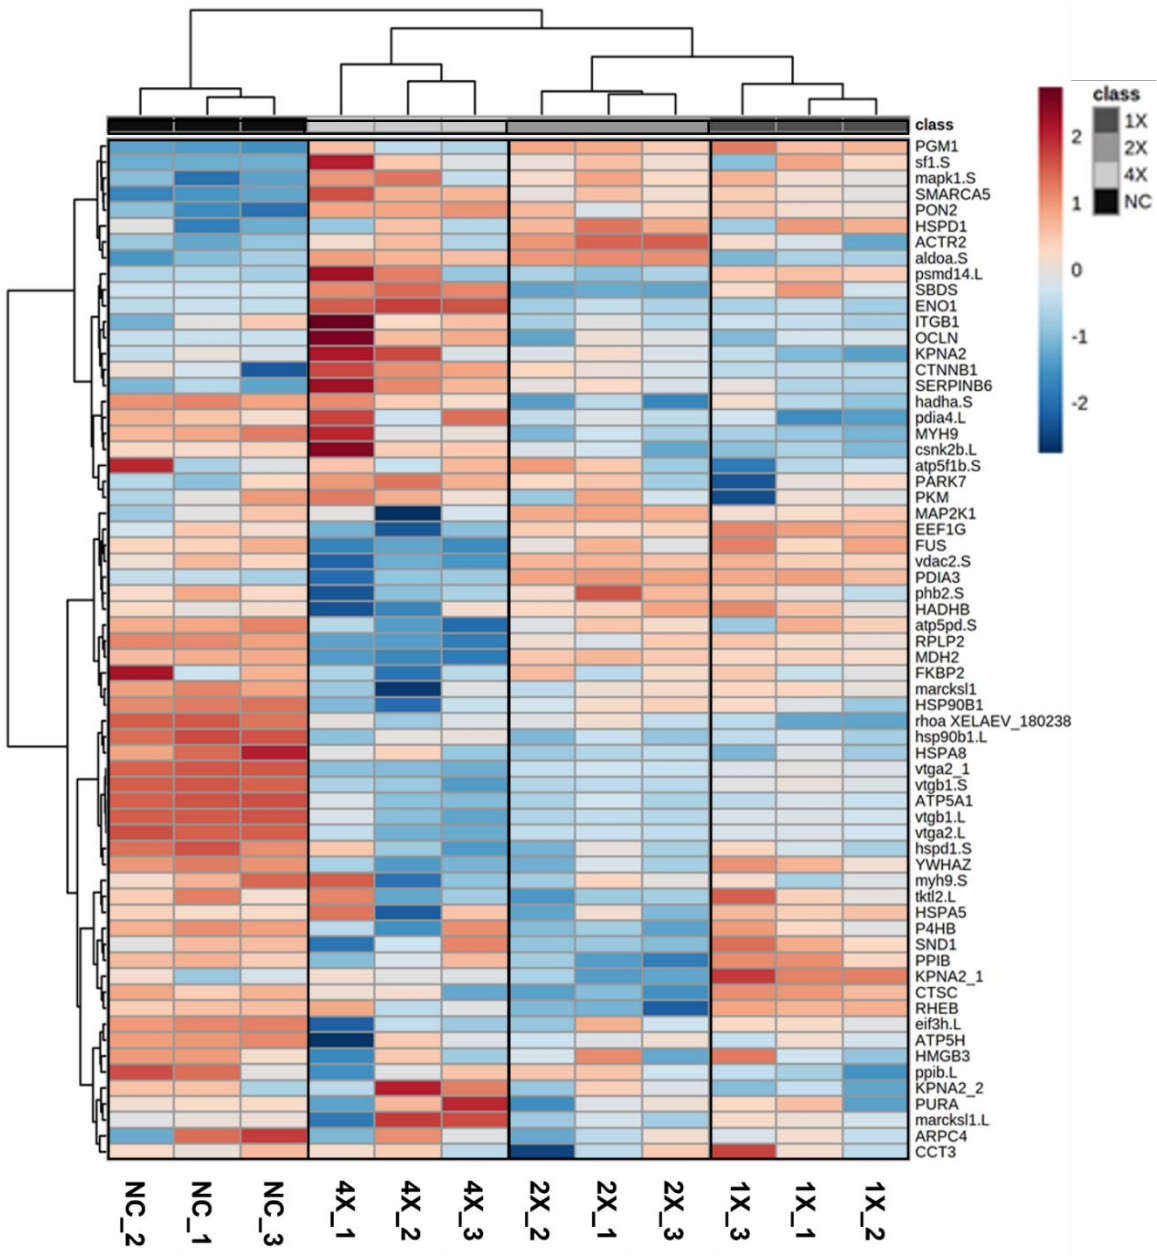 class
PGM1
sf1.S
mapk1.S
SMARCA5
PON2
HSPD1
ACTR2
aldoa.S
psmd14.L
SBDS
ENO1
ITGB1
OCLN
KPNA2
CTNNB1
SERPINB6
hadha.S
pdia4.L
MYH9
csnk2b.L
atp5f1b.S
PARK7
PKM
MAP2K1
EEF1G
FUS
vdac2.S
PDIA3
phb2.S
HADHB
atp5pd.S
RPLP2
MDH2
FKBP2
marcksl1
HSP90B1
rhoa XELAEV_180238
hsp90b1.L
HSPA8
vtga2_1
vtgb1.S
ATP5A1
vtgb1.L
vtga2.L
hspd1.S
YWHAZ
myh9.S
tktl2.L
HSPA5
P4HB
SND1
PPIB
KPNA2_1
CTSC
RHEB
eif3h.L
ATP5H
HMGB3
ppib.L
KPNA2_2
PURA
marcksl1.L
ARPC4
CCT3
2
1
0
-1
-2
class
1X
2X
4X
NC
NC_2
NC_1
NC_3
4X_1
4X_2
4X_3
2X_2
2X_1
2X_3
1X_3
1X_1
1X_2